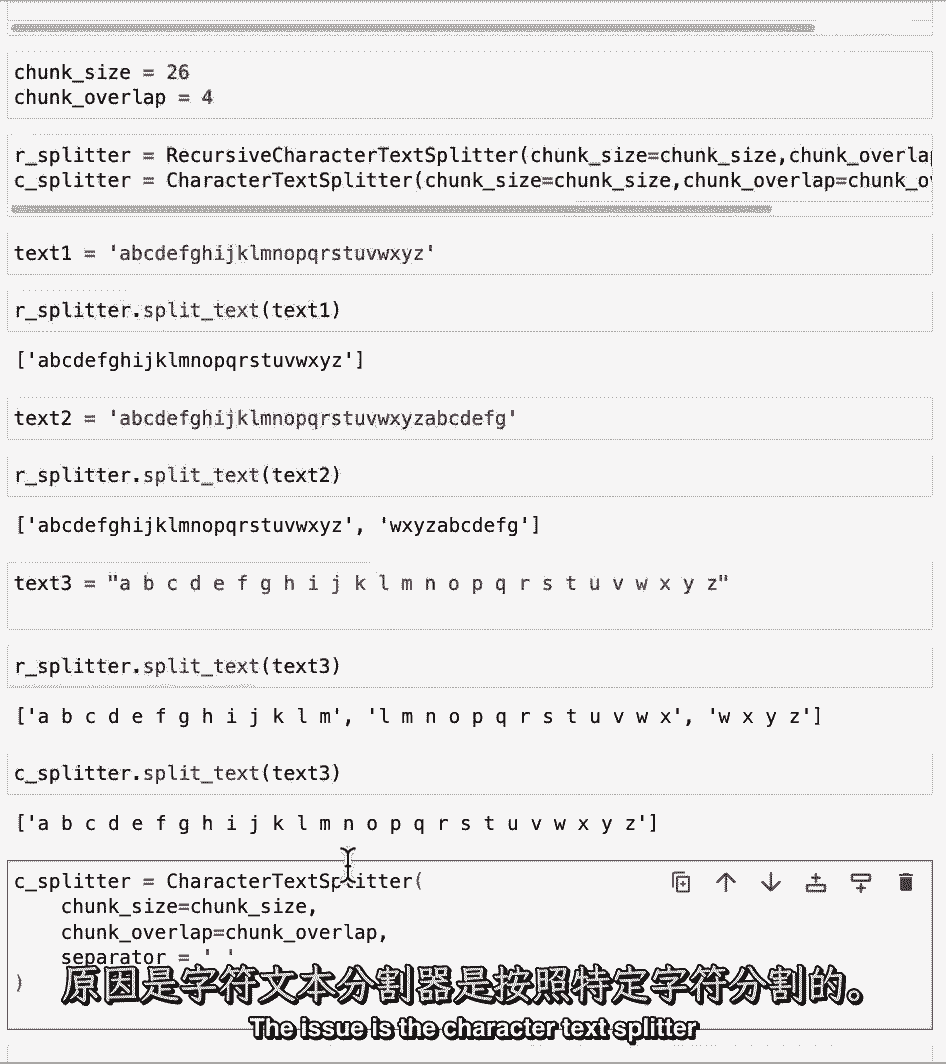 chunk_size = 26
chunk_overlap = 4
r_splitter = RecursiveCharacterTextSplitter(chunk_size=chunk_size,chunk_overla
c_splitter = CharacterTextSplitter(chunk_size=chunk_size,chunk_overlap=chunk_o
text1 = 'abcdefghijklmnopqrstuvwxyz'
r_splitter.split_text(text1)
['abcdefghijklmnopqrstuvwxyz']
text2 = 'abcdefghijklmnopqrstuvwxyzabcdefg'
r_splitter.split_text(text2)
['abcdefghijklmnopqrstuvwxyz', 'wxyzabcdefg']
text3 = "a b c d e f g h i j k l m n o p q r s t u v w x y z"
r_splitter.split_text(text3)
['a b c d e f g h i j k l m', 'l m n o p q r s t u v w x', 'w x y z']
c_splitter.split_text(text3)
['a b c d e f g h i j k l m n o p q r s t u v w x y z']
c_splitter = CharacterTextSplitter(
    chunk_size=chunk_size,
    chunk_overlap=chunk_overlap,
    separator = ' '
)
原因是字符文本分割器是按照特定字符分割的。
The issue is the character text splitter